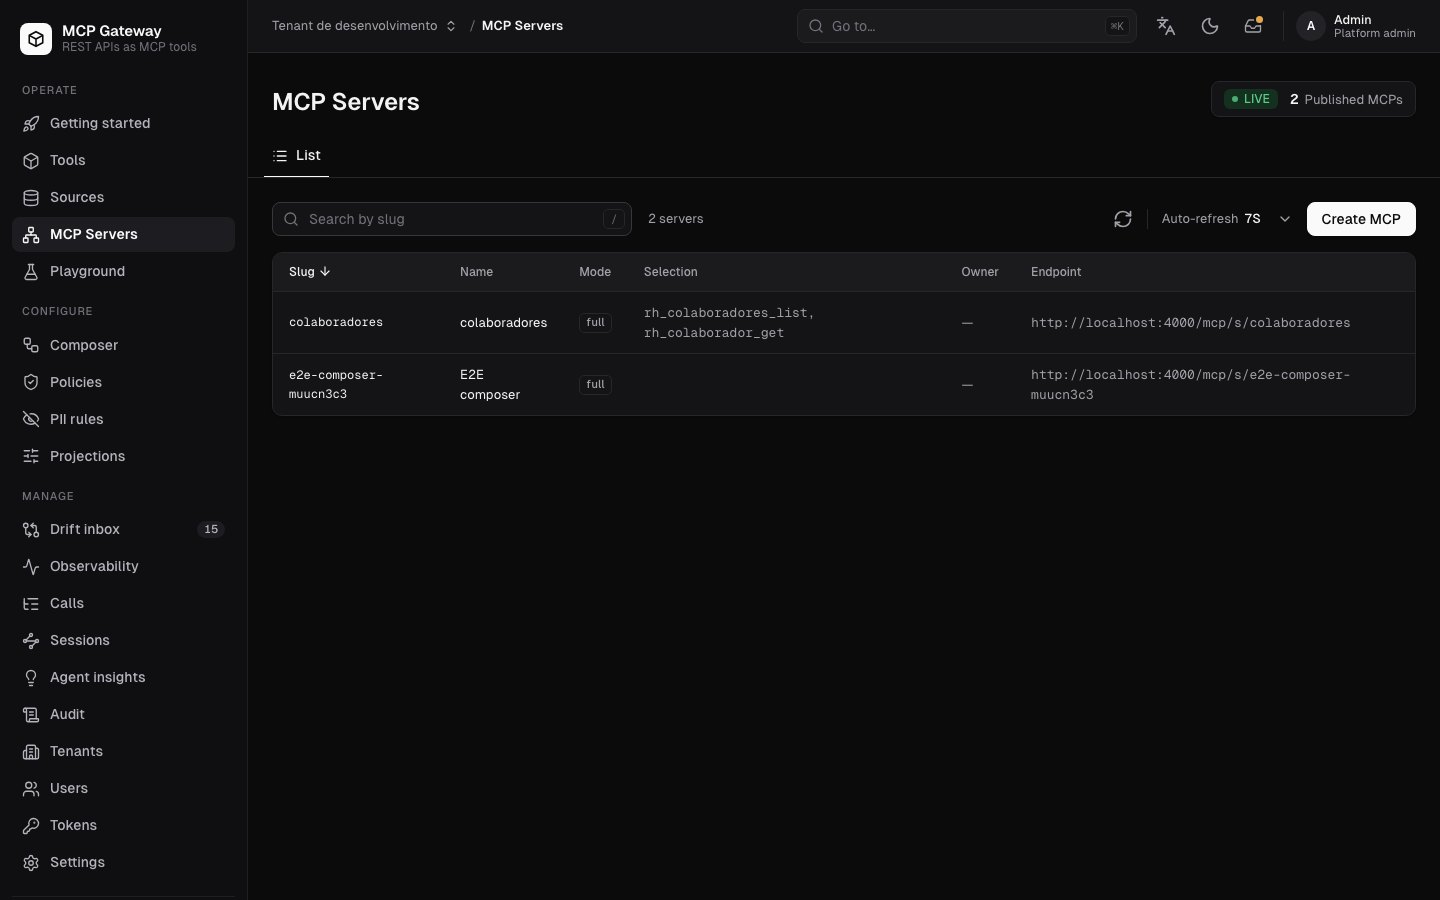 MCP Gateway
REST APIs as MCP tools
OPERATE
Getting started
Tools
Sources
MCP Servers
Playground
CONFIGURE
Composer
Policies
PII rules
Projections
MANAGE
Drift inbox 15
Observability
Calls
Sessions
Agent insights
Audit
Tenants
Users
Tokens
Settings
Tenant de desenvolvimento / MCP Servers
Go to... ⌘K
A
Admin
Platform admin
MCP Servers
LIVE 2 Published MCPs
List
Search by slug /
2 servers
Auto-refresh 7S
Create MCP
Slug Name Mode Selection Owner Endpoint
colaboradores colaboradores full rh_colaboradores_list, — http://localhost:4000/mcp/s/colaboradores
rh_colaborador_get
e2e-composer- E2E full — http://localhost:4000/mcp/s/e2e-composer-
muucn3c3 composer muucn3c3